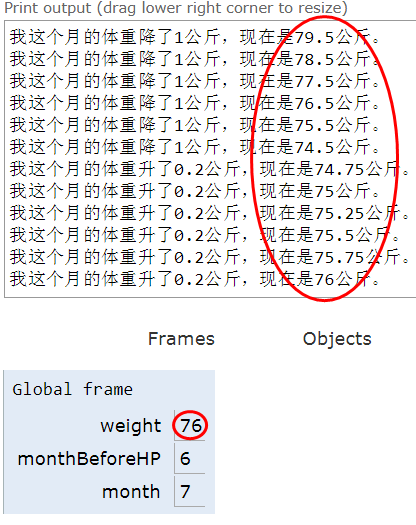 Print output (drag lower right corner to resize)
我这个月的体重降了1公斤，现在是79.5公斤。
我这个月的体重降了1公斤，现在是78.5公斤。
我这个月的体重降了1公斤，现在是77.5公斤。
我这个月的体重降了1公斤，现在是76.5公斤。
我这个月的体重降了1公斤，现在是75.5公斤。
我这个月的体重降了1公斤，现在是74.5公斤。
我这个月的体重升了0.2公斤，现在是74.75公斤。
我这个月的体重升了0.2公斤，现在是75公斤。
我这个月的体重升了0.2公斤，现在是75.25公斤。
我这个月的体重升了0.2公斤，现在是75.5公斤。
我这个月的体重升了0.2公斤，现在是75.75公斤。
我这个月的体重升了0.2公斤，现在是76公斤。
Frames Objects
Global frame
weight 76
monthBeforeHP 6
month 7